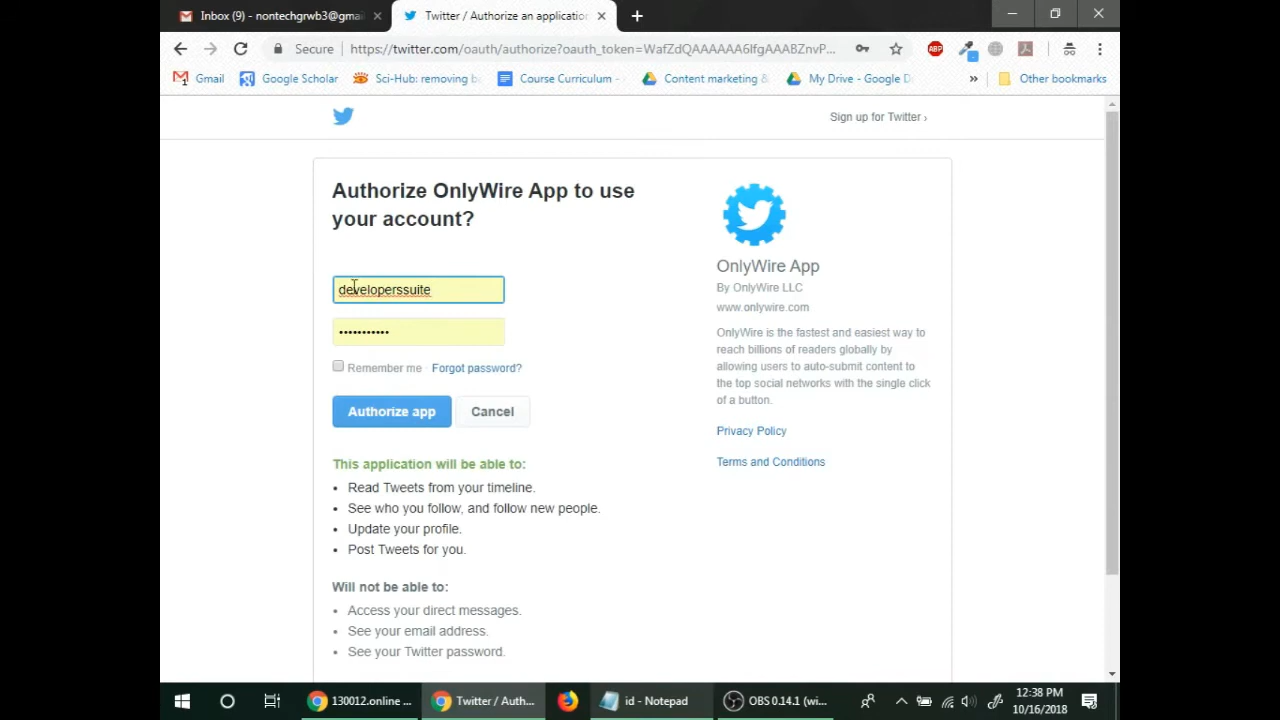 Inbox (9) - nontechgrwb3@gmai
Twitter / Authorize an application
Secure
https://twitter.com/oauth/authorize?oauth_token=WafZdQAAAAAA6IfgAAABZnvP...
ABP
Gmail
Google Scholar
Sci-Hub: removing b
Course Curriculum -
Content marketing &
My Drive - Google D
»
Other bookmarks
Sign up for Twitter ›
Authorize OnlyWire App to use
your account?
developerssuite
•••••••••••
Remember me
Forgot password?
Authorize app
Cancel
This application will be able to:
• Read Tweets from your timeline.
• See who you follow, and follow new people.
• Update your profile.
• Post Tweets for you.
Will not be able to:
• Access your direct messages.
• See your email address.
• See your Twitter password.
OnlyWire App
By OnlyWire LLC
www.onlywire.com
OnlyWire is the fastest and easiest way to
reach billions of readers globally by
allowing users to auto-submit content to
the top social networks with the single click
of a button.
Privacy Policy
Terms and Conditions
130012.online ...
Twitter / Auth...
id - Notepad
OBS 0.14.1 (wi...
12:38 PM
10/16/2018